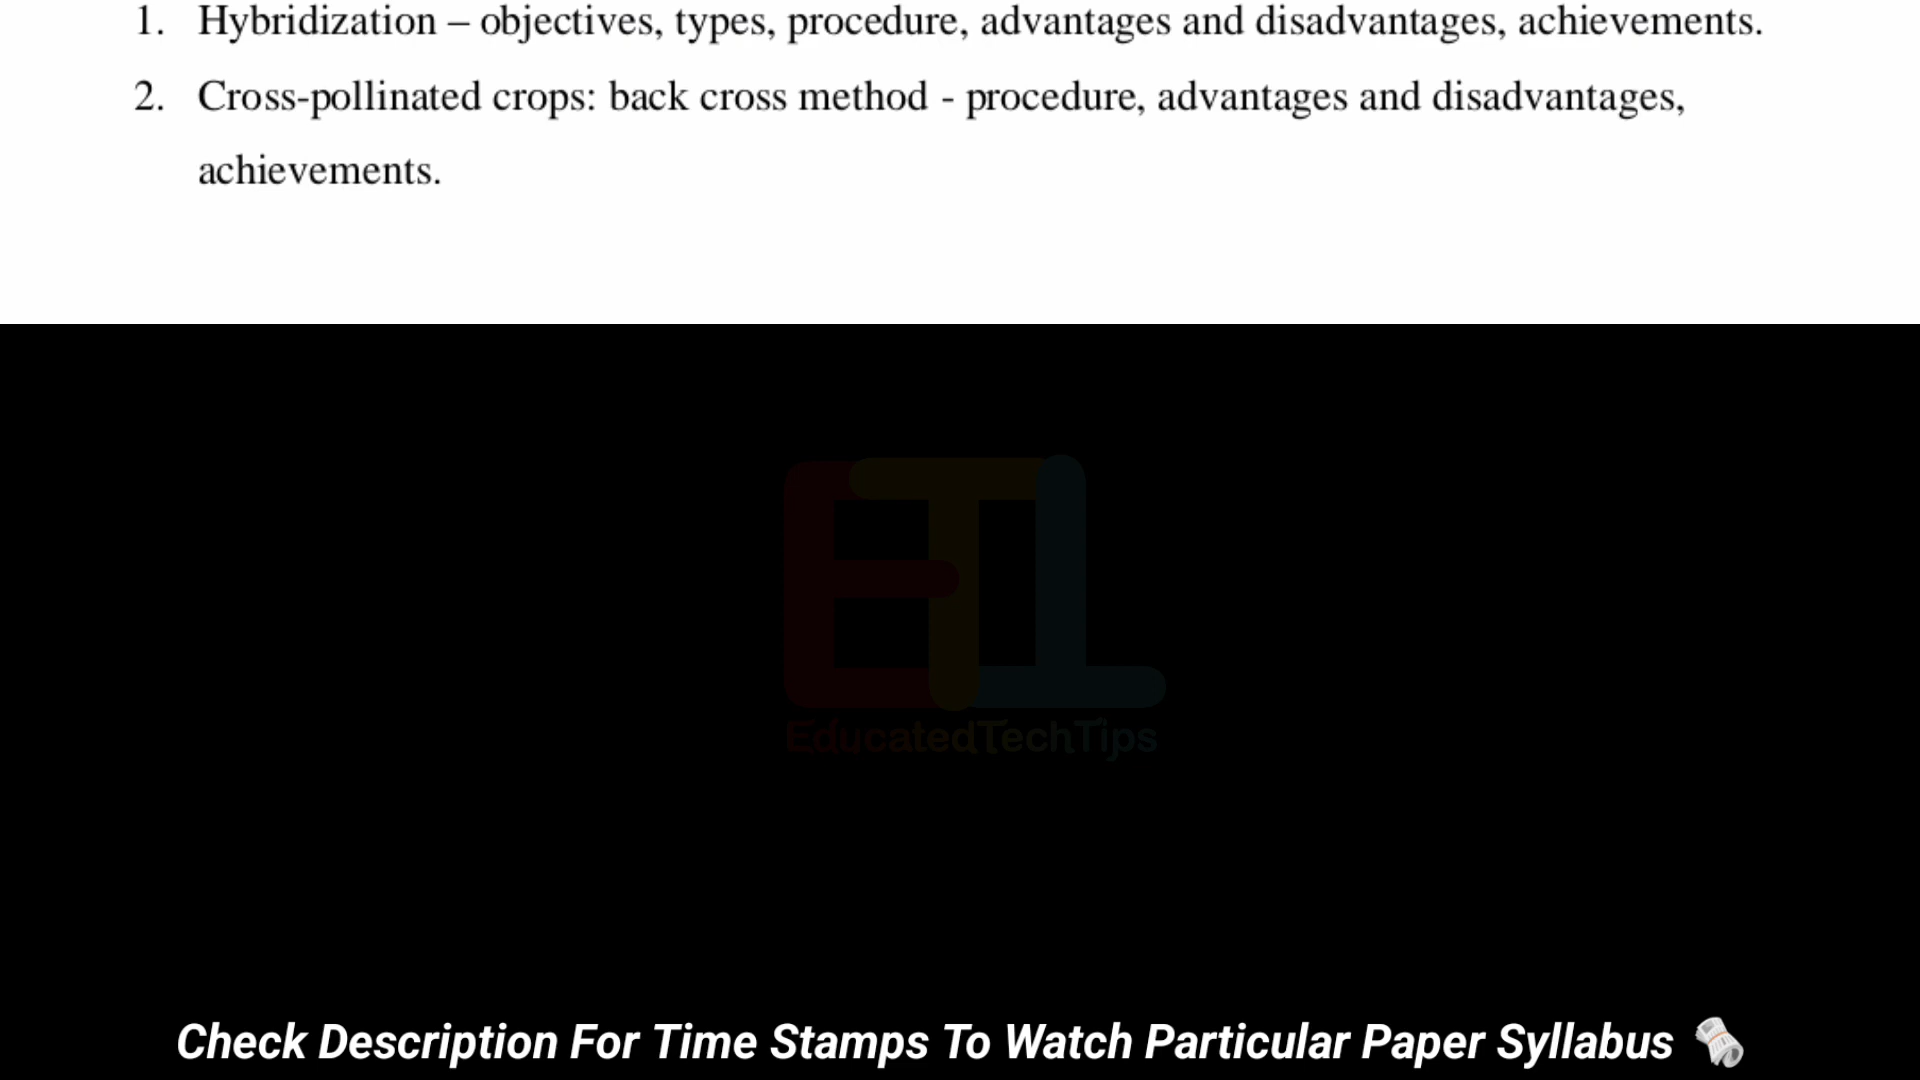 1. Hybridization – objectives, types, procedure, advantages and disadvantages, achievements.
2. Cross-pollinated crops: back cross method - procedure, advantages and disadvantages,
achievements.
EducatedTechTips
Check Description For Time Stamps To Watch Particular Paper Syllabus